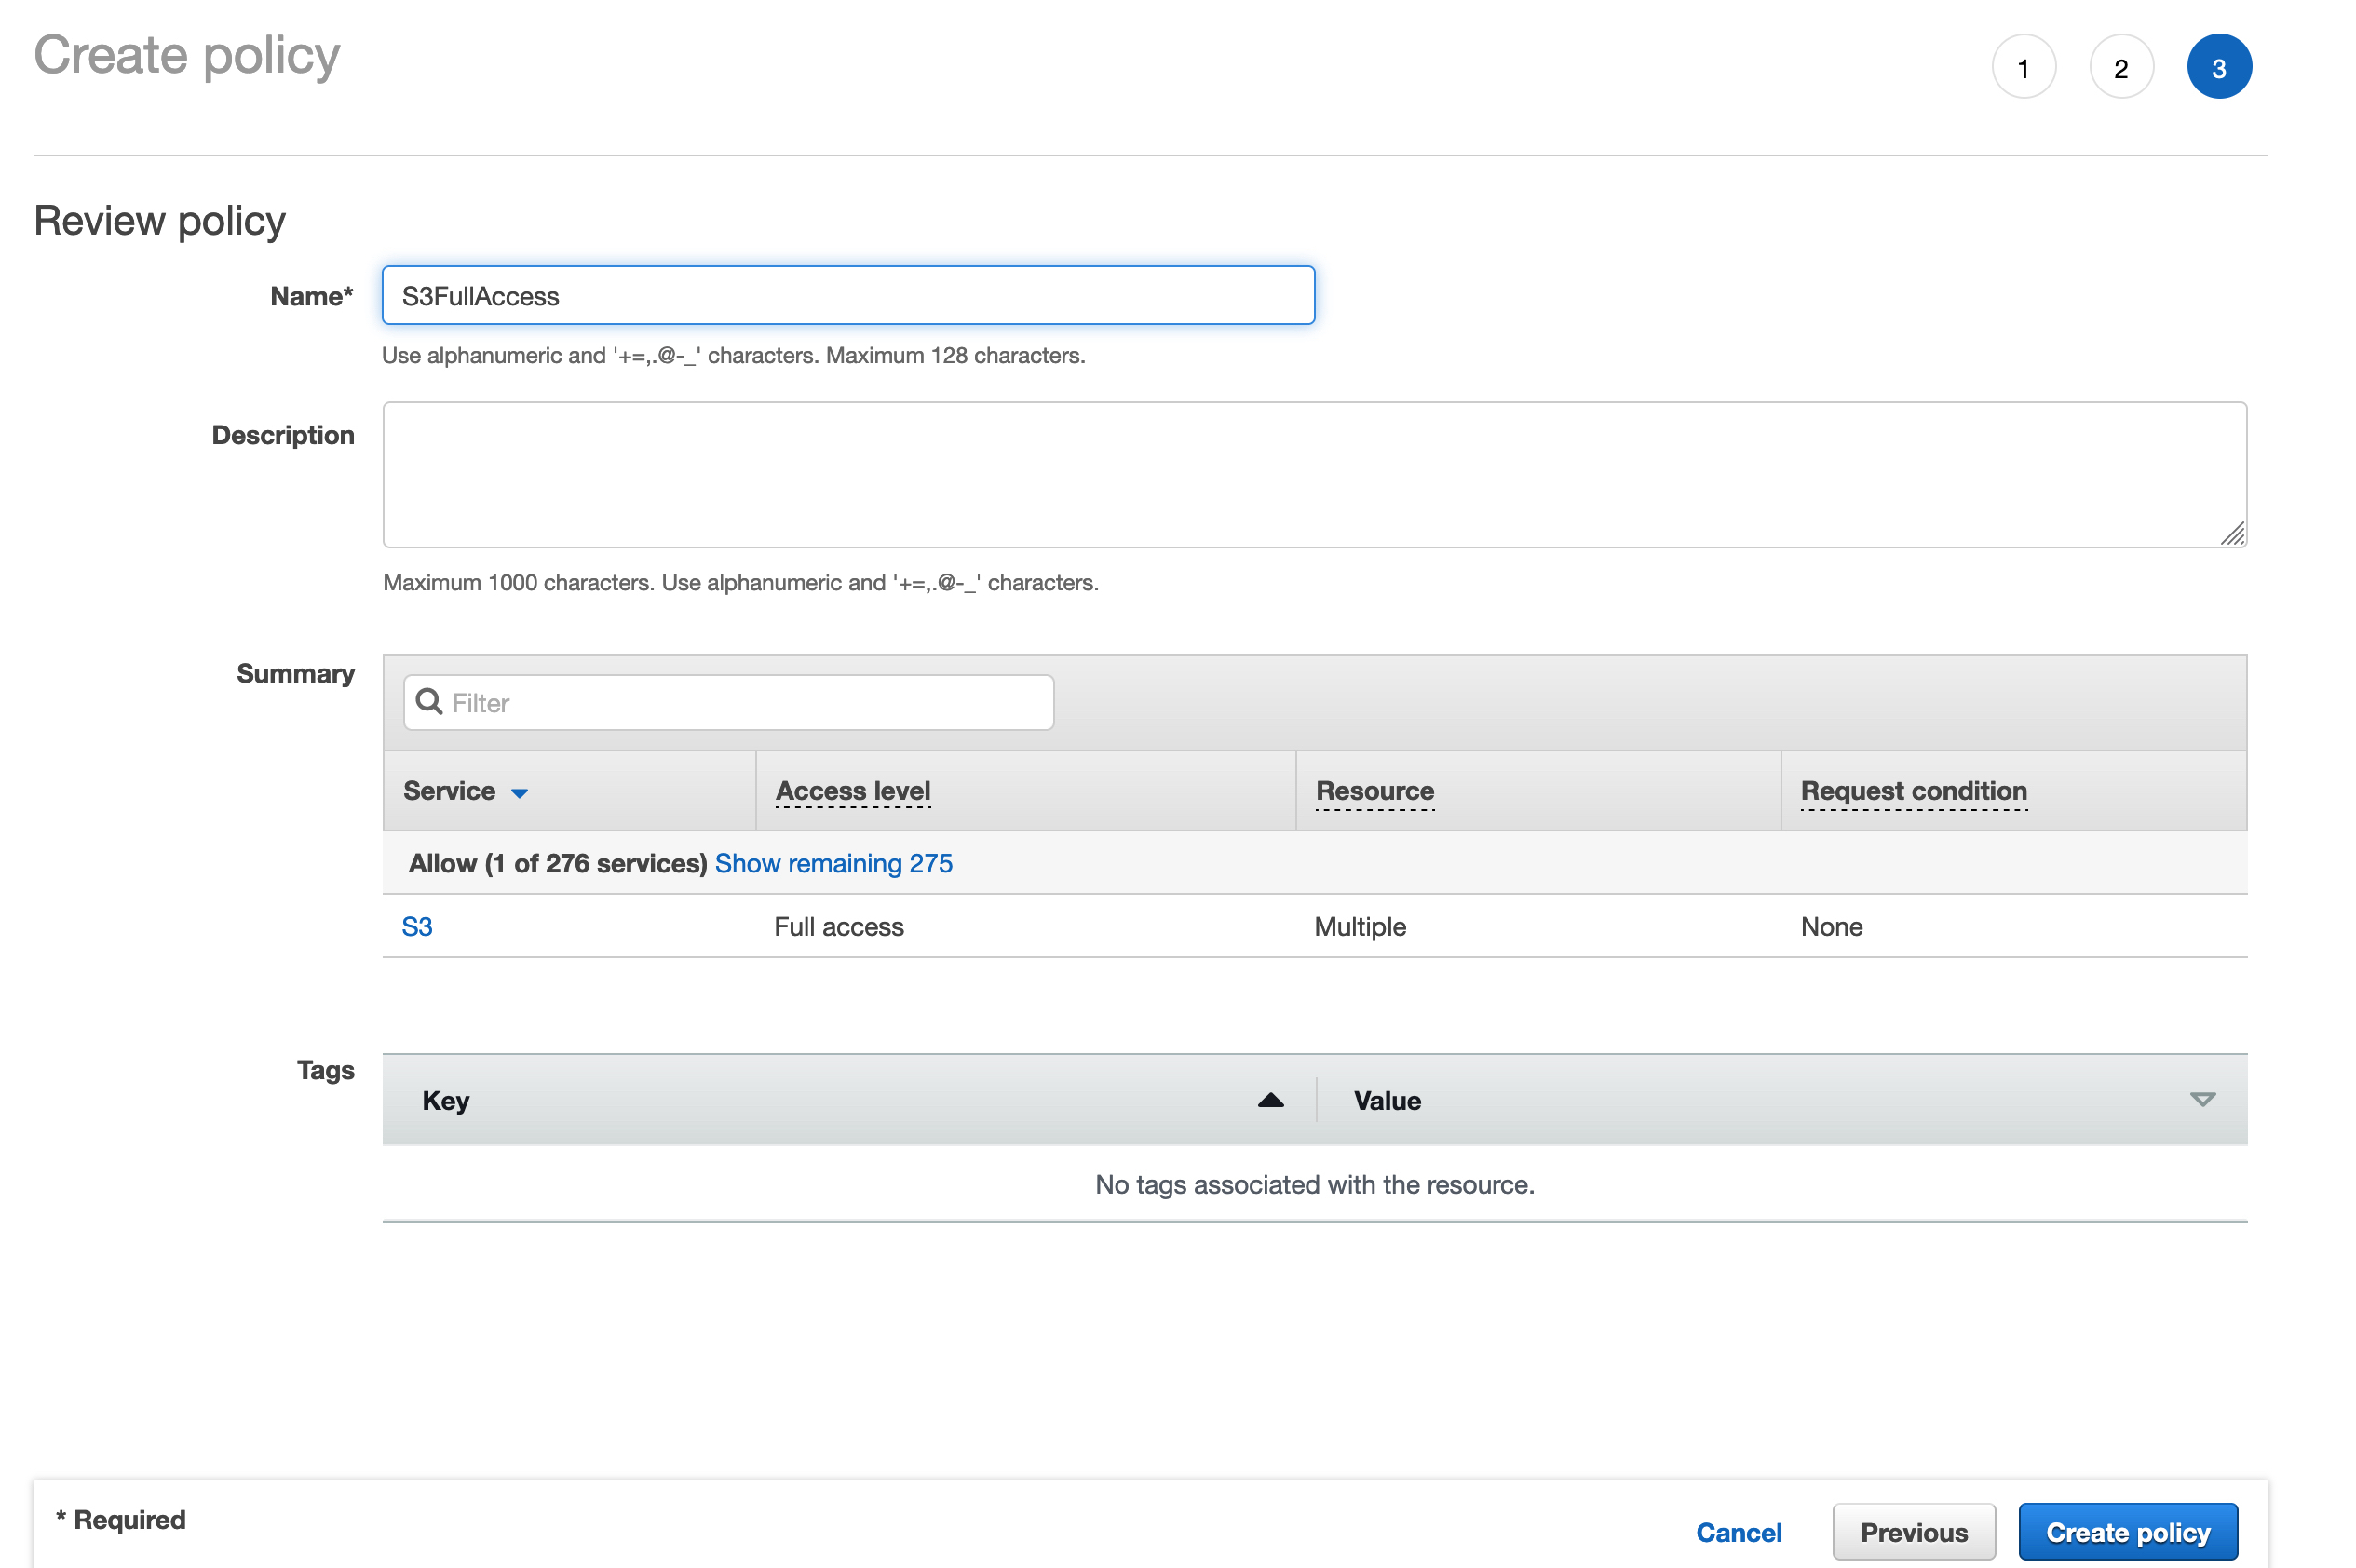 Create policy
1 2 3
Review policy
Name* S3FullAccess
Use alphanumeric and '+=,.@-_' characters. Maximum 128 characters.
Description
Maximum 1000 characters. Use alphanumeric and '+=,.@-_' characters.
Summary
Filter
Service Access level Resource Request condition
Allow (1 of 276 services) Show remaining 275
S3 Full access Multiple None
Tags
Key Value
No tags associated with the resource.
* Required
Cancel Previous Create policy